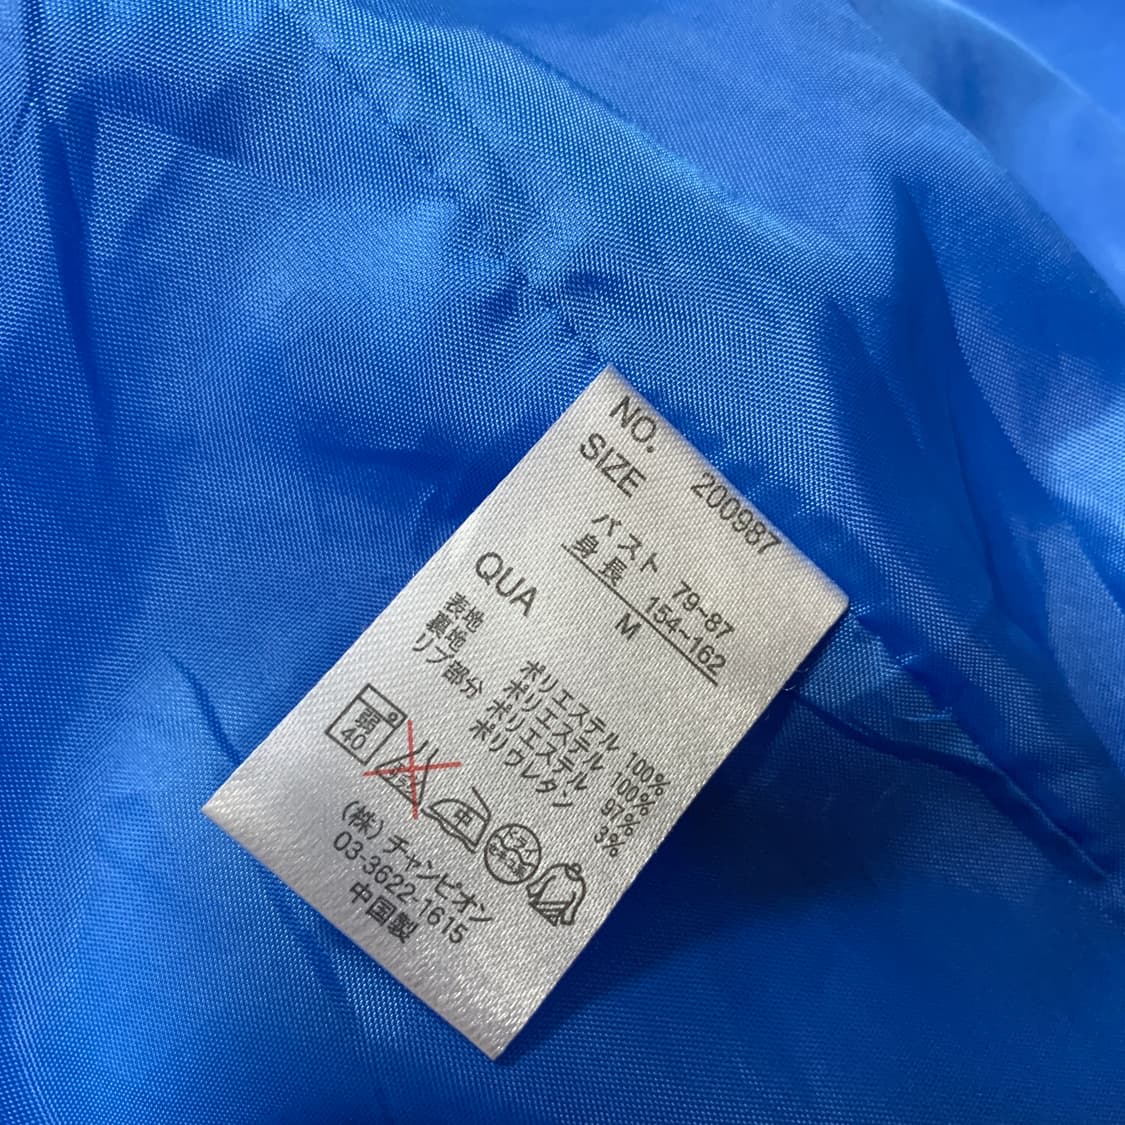 NO. 200987
SIZE
バスト 79~87
身長 154~162
M
QUA
表地 ポリエステル 100%
裏地 ポリエステル 100%
リブ部分 ポリエステル 97%
ポリウレタン 3%
弱 40
中
(株)チャンピオン
03-3622-1615
中国製